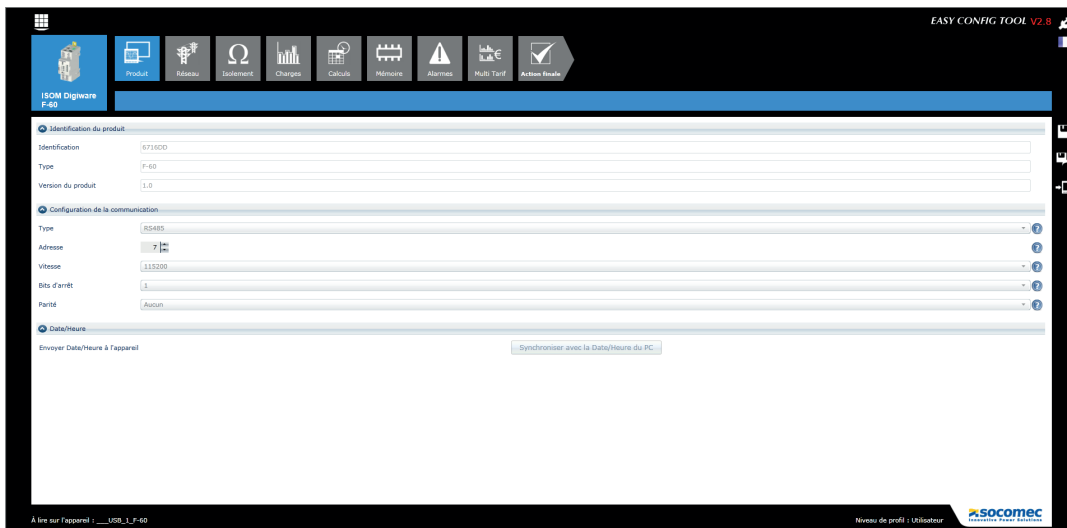 EASY CONFIG TOOL V2.8
Produit
Réseau
Isolement
Charges
Calculs
Mémoire
Alarmes
Multi Tarif
Action finale
ISOM Digiware
F-60
Identification du produit
Identification 6716DD
Type F-60
Version du produit 1.0
Configuration de la communication
Type RS485
Adresse 7
Vitesse 115200
Bits d'arrêt 1
Parité Aucun
Date/Heure
Envoyer Date/Heure à l'appareil Synchroniser avec la Date/Heure du PC
À lire sur l'appareil : ___USB_1_F-60 Niveau de profil : Utilisateur
socomec
Innovative Power Solutions